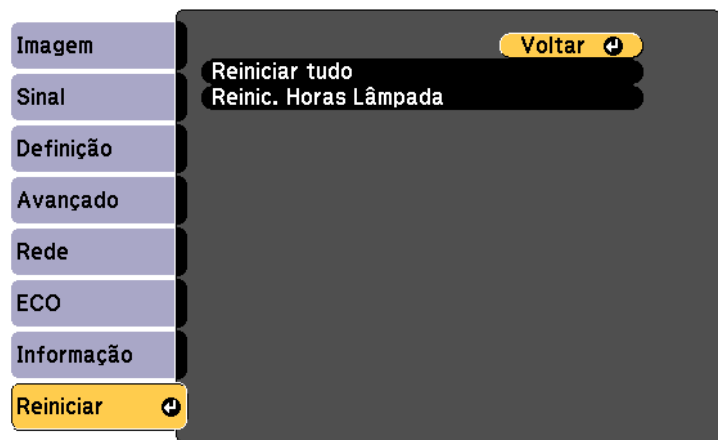 Imagem
Sinal
Definição
Avançado
Rede
ECO
Informação
Reiniciar
Voltar
Reiniciar tudo
Reinic. Horas Lâmpada